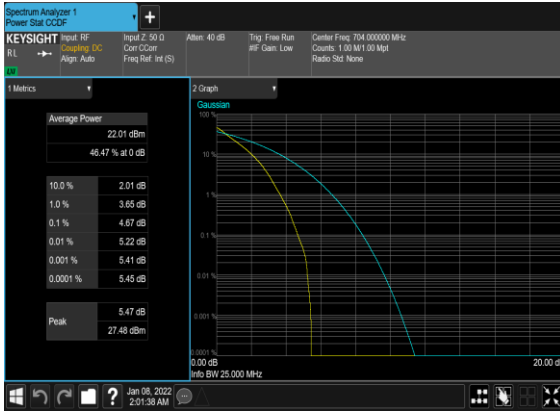 Spectrum Analyzer 1
Power Stat CCDF
KEYSIGHT
RL
Input: RF
Coupling: DC
Align: Auto
Input Z: 50 Ω
Corr CCorr
Freq Ref: Int (S)
Atten: 40 dB
Trig: Free Run
#IF Gain: Low
Center Freq: 704.000000 MHz
Counts: 1.00 M/1.00 Mpt
Radio Std: None
1 Metrics
Average Power
22.01 dBm
46.47 % at 0 dB
10.0 % 2.01 dB
1.0 % 3.65 dB
0.1 % 4.67 dB
0.01 % 5.22 dB
0.001 % 5.41 dB
0.0001 % 5.45 dB
Peak
5.47 dB
27.48 dBm
2 Graph
Gaussian
100 %
10 %
1 %
0.1 %
0.01 %
0.001 %
0.0001 %
0.00 dB
20.00 d
Info BW 25.000 MHz
Jan 08, 2022
2:01:38 AM